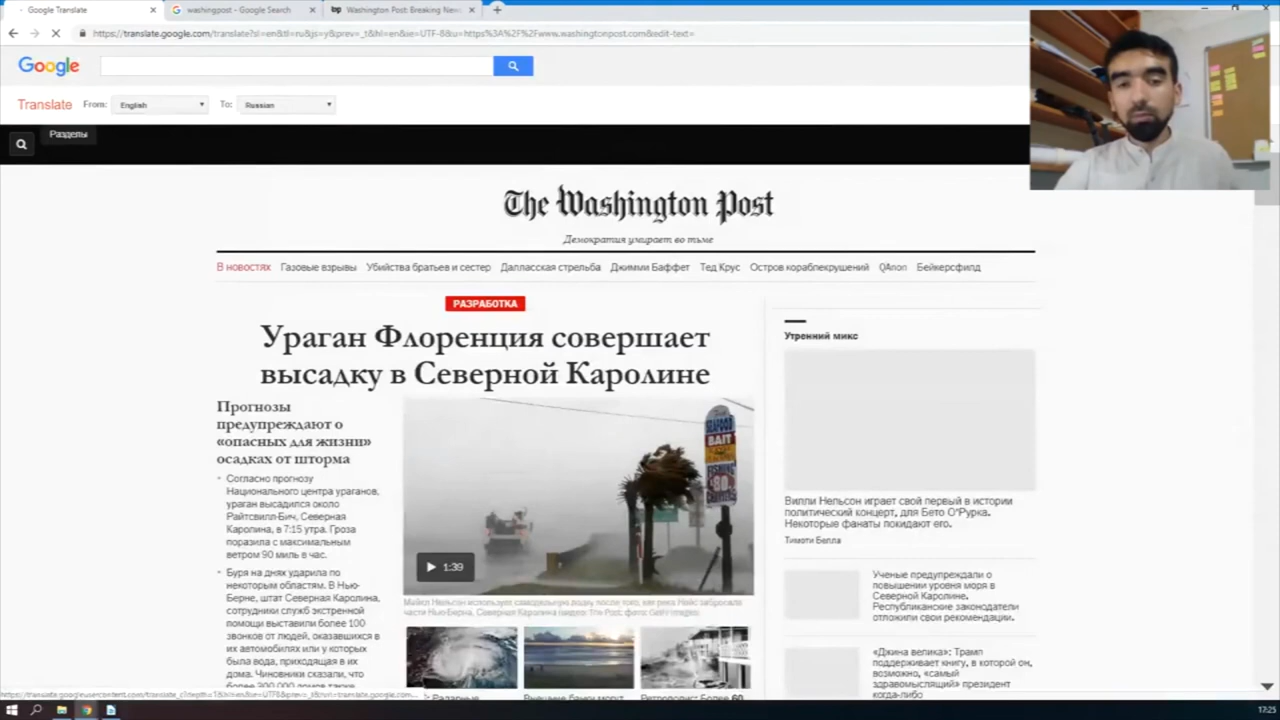 Google Translate
washingpost - Google Search
Washington Post: Breaking New
https://translate.google.com/translate?sl=en&tl=ru&js=y&prev=_t&hl=en&ie=UTF-8&u=https%3A%2F%2Fwww.washingtonpost.com&edit-text=
Google
Translate From: English To: Russian
Разделы
The Washington Post
Демократия умирает во тьме
В новостях Газовые взрывы Убийства братьев и сестер Далласская стрельба Джимми Баффет Тед Крус Остров кораблекрушений QAnon Бейкерсфилд
РАЗРАБОТКА
Ураган Флоренция совершает
высадку в Северной Каролине
Прогнозы
предупреждают о
«опасных для жизни»
осадках от шторма
Согласно прогнозу
Национального центра ураганов,
ураган высадился около
Райтсвилл-Бич, Северная
Каролина, в 7:15 утра. Гроза
поразила с максимальным
ветром 90 миль в час.
Буря на днях ударила по
некоторым областям. В Нью-
Берне, штат Северная Каролина,
сотрудники служб экстренной
помощи выставили более 100
звонков от людей, оказавшихся в
их автомобилях или у которых
была вода, приходящая в их
дома. Чиновники сказали, что
SEAFOOD
BAIT
FISHING
80
1:39
Утренний микс
Вилли Нельсон играет свой первый в истории
политический концерт, для Бето О'Рурка.
Некоторые фанаты покидают его.
Тимоти Белла
Ученые предупреждали о
повышении уровня моря в
Северной Каролине.
Республиканские законодатели
отложили свои рекомендации.
«Джина велика»: Трамп
поддерживает книгу, в которой он,
возможно, «самый
здравомыслящий» президент
когда-либо
17:25